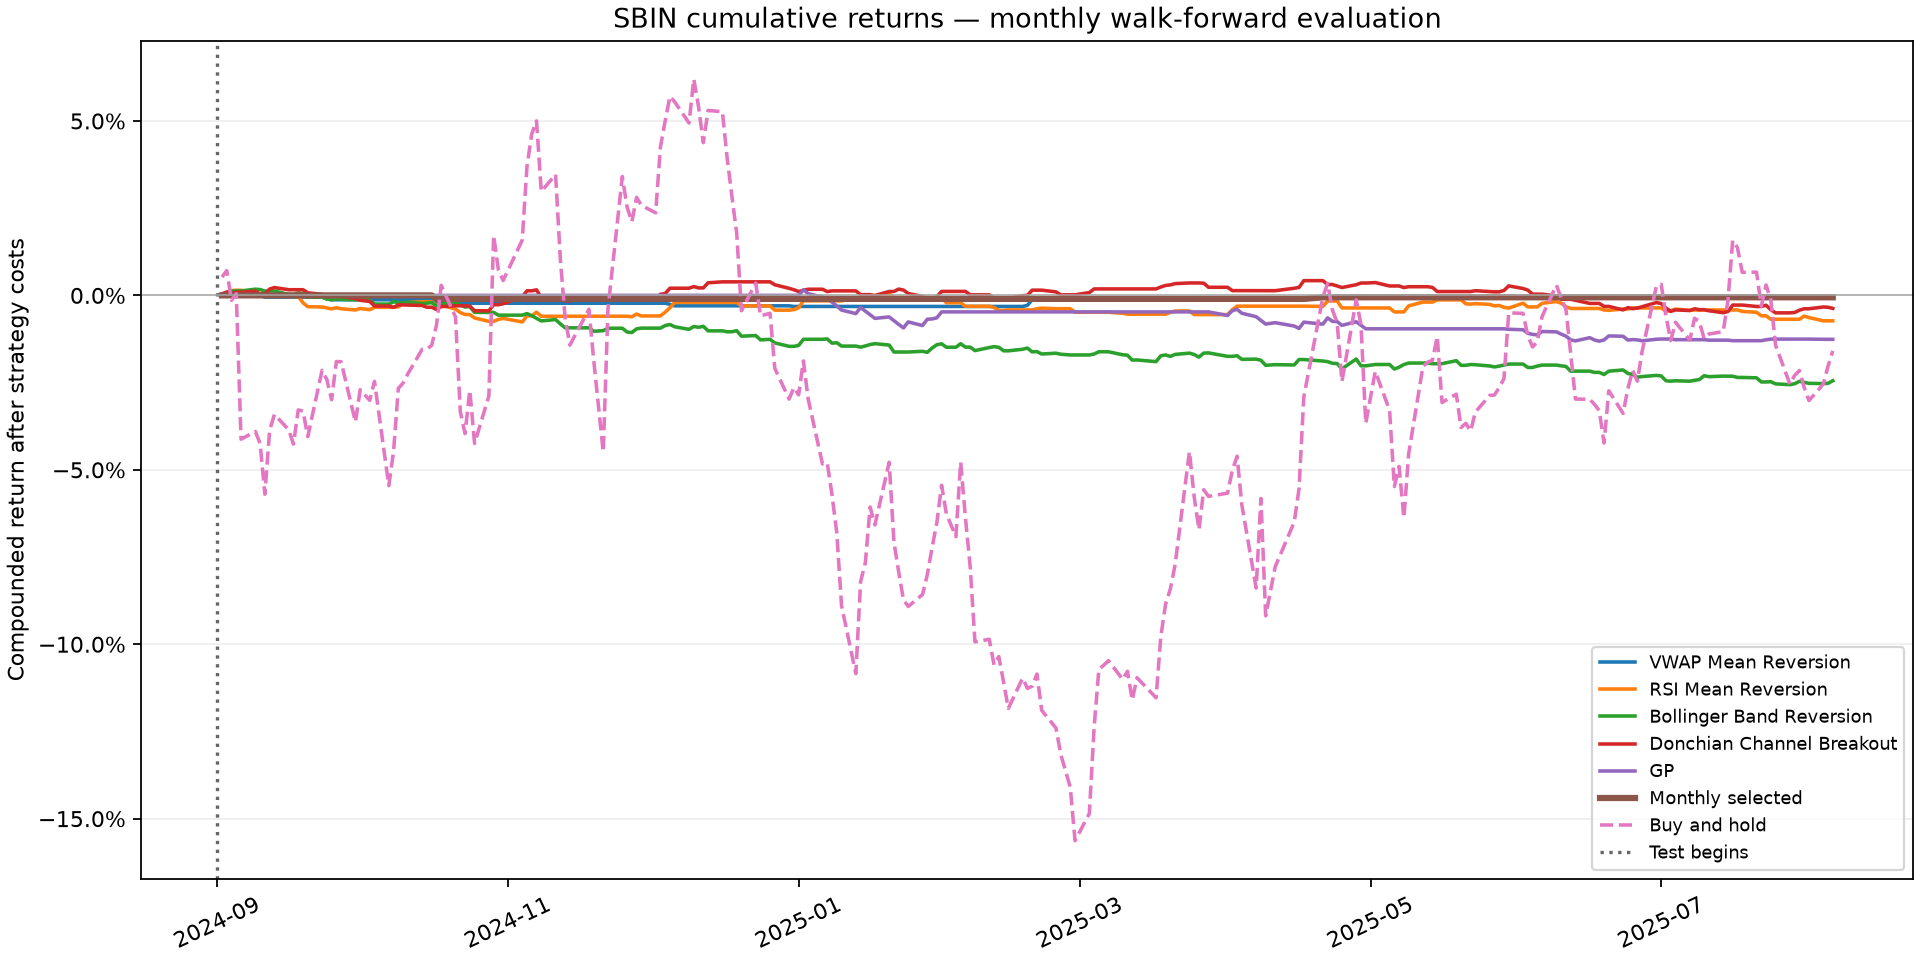 SBIN cumulative returns — monthly walk-forward evaluation
Compounded return after strategy costs
5.0%
0.0%
−5.0%
−10.0%
−15.0%
2024-09
2024-11
2025-01
2025-03
2025-05
2025-07
VWAP Mean Reversion
RSI Mean Reversion
Bollinger Band Reversion
Donchian Channel Breakout
GP
Monthly selected
Buy and hold
Test begins